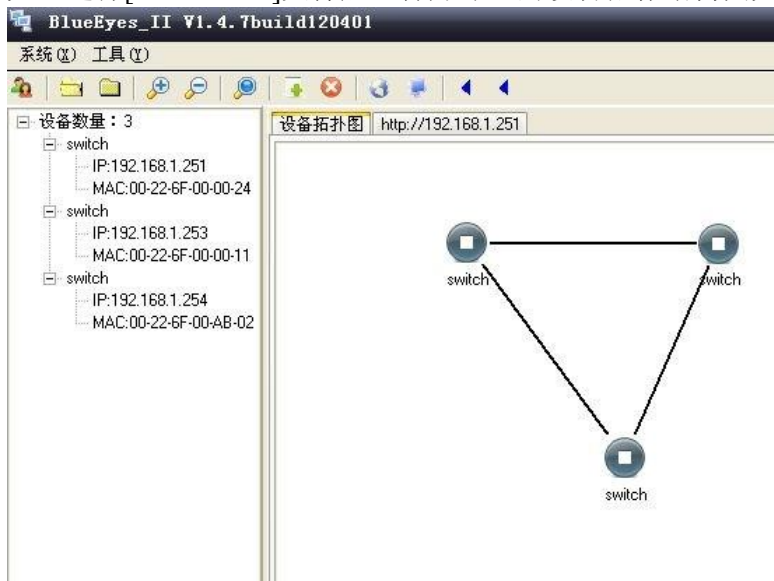 BlueEyes_II V1.4.7build120401
系统(X) 工具(Y)
设备数量：3
switch
IP:192.168.1.251
MAC:00-22-6F-00-00-24
switch
IP:192.168.1.253
MAC:00-22-6F-00-00-11
switch
IP:192.168.1.254
MAC:00-22-6F-00-AB-02
设备拓扑图 http://192.168.1.251
switch
switch
switch